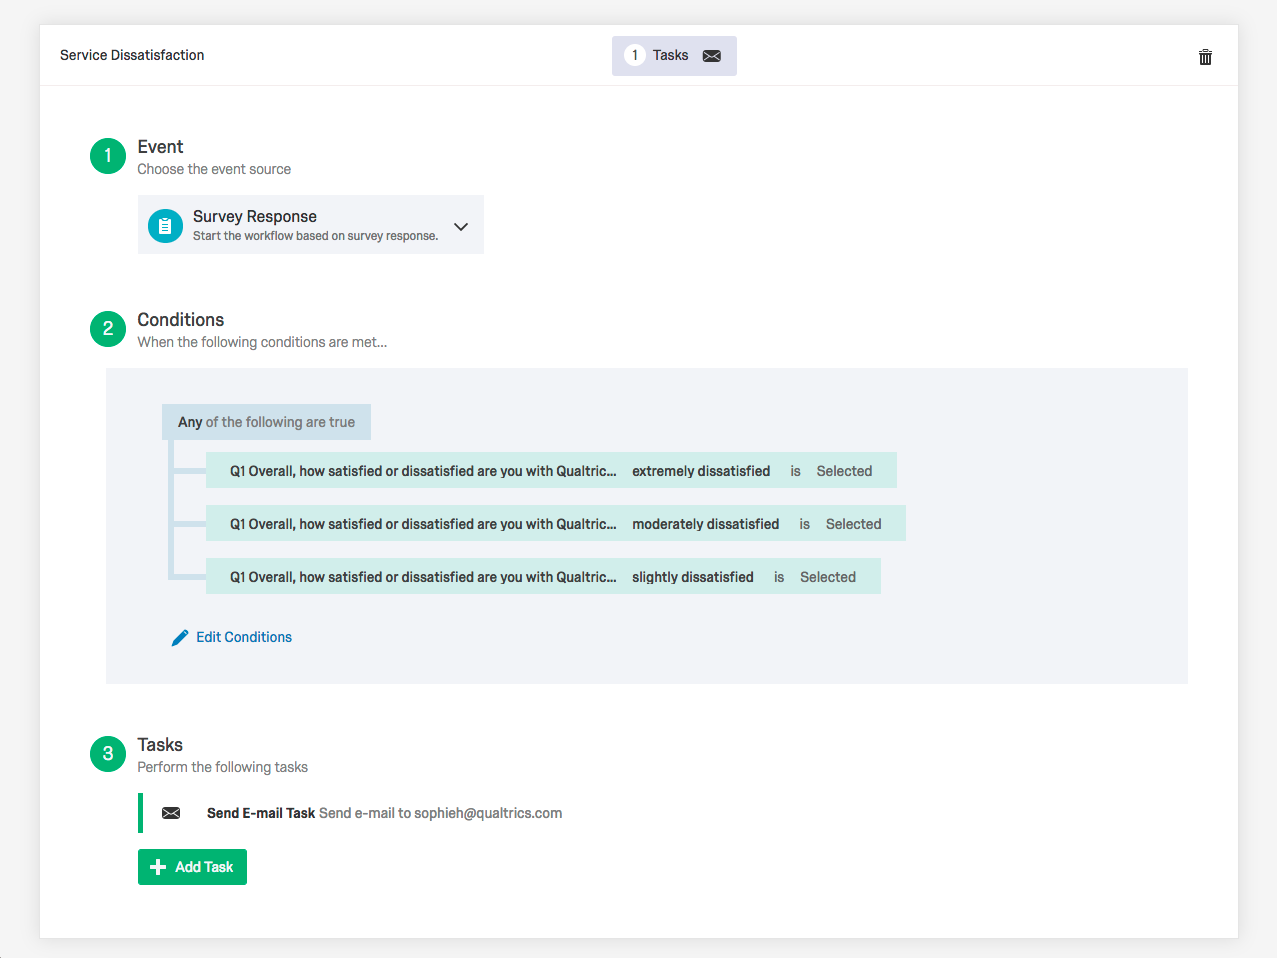 Service Dissatisfaction
1 Tasks
1 Event
Choose the event source
Survey Response
Start the workflow based on survey response.
2 Conditions
When the following conditions are met...
Any of the following are true
Q1 Overall, how satisfied or dissatisfied are you with Qualtric... extremely dissatisfied is Selected
Q1 Overall, how satisfied or dissatisfied are you with Qualtric... moderately dissatisfied is Selected
Q1 Overall, how satisfied or dissatisfied are you with Qualtric... slightly dissatisfied is Selected
Edit Conditions
3 Tasks
Perform the following tasks
Send E-mail Task Send e-mail to sophieh@qualtrics.com
Add Task